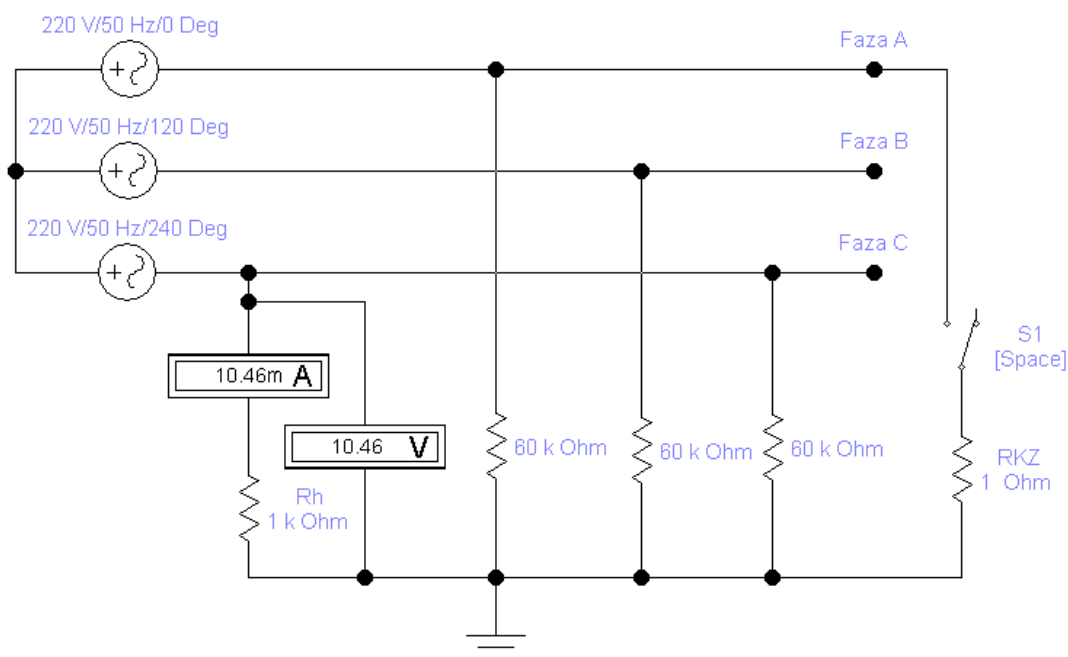 220 V/50 Hz/0 Deg
Faza A
220 V/50 Hz/120 Deg
Faza B
220 V/50 Hz/240 Deg
Faza C
S1
[Space]
10.46m A
10.46 V
60 k Ohm
60 k Ohm
60 k Ohm
RKZ
1 Ohm
Rh
1 k Ohm